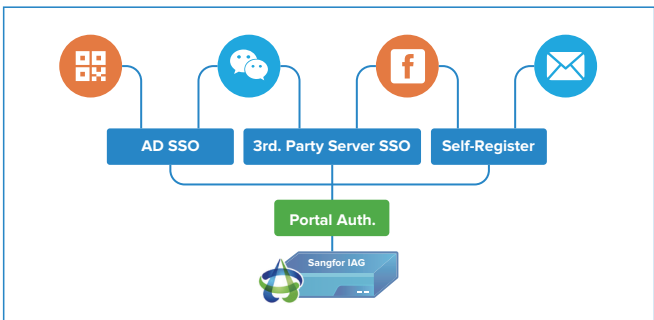 AD SSO
3rd. Party Server SSO
Self-Register
Portal Auth.
Sangfor IAG